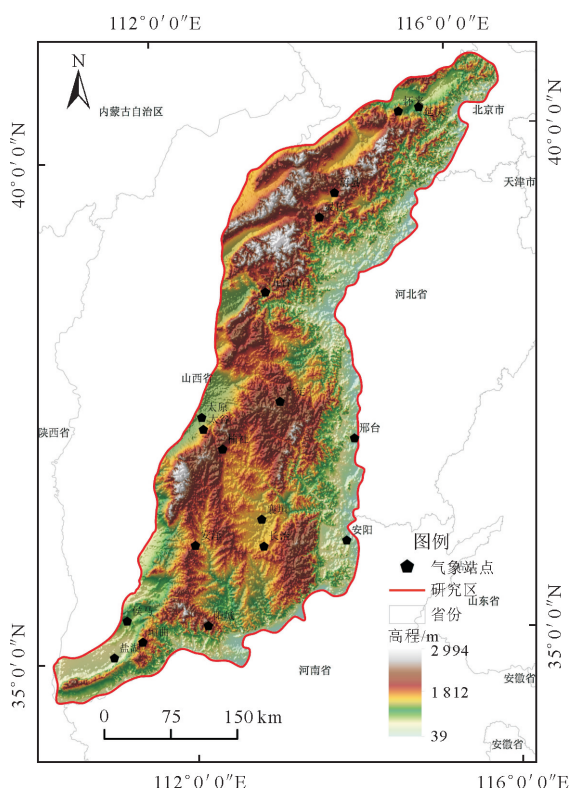 112°0′0″E
116°0′0″E
N
内蒙古自治区
北京市
40°0′0″N
40°0′0″N
天津市
河北省
山西省
太原
陕西省
邢台
安阳
图例
气象站点
研究区
山东省
省份
高程/m
2 994
盐湖
河南省
35°0′0″N
35°0′0″N
1 812
安徽省
39
0
75
150 km
安徽省
112°0′0″E
116°0′0″E